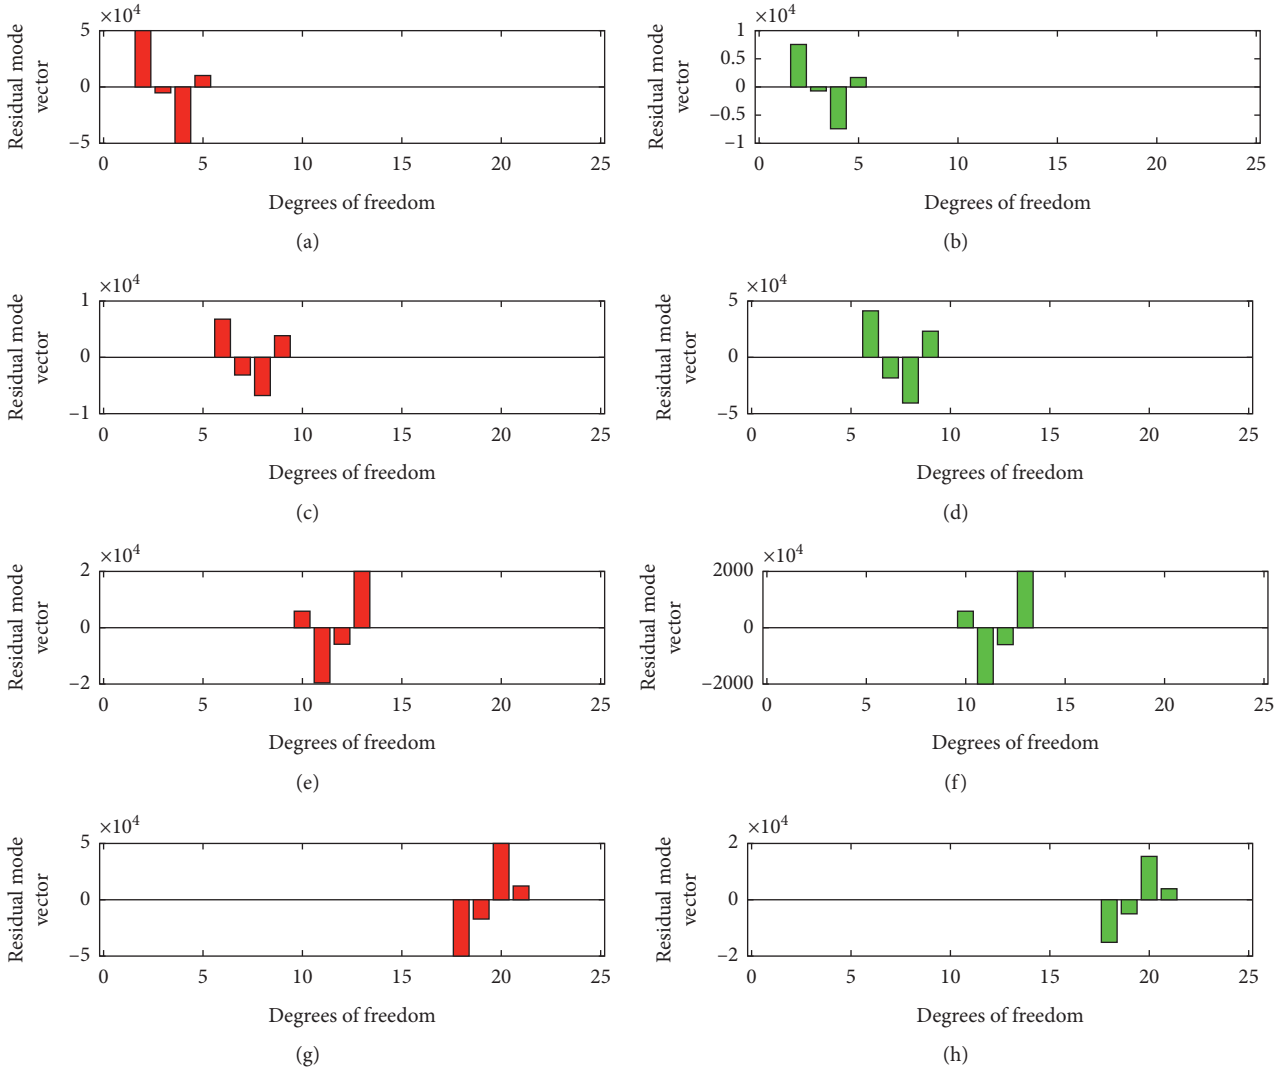 ×10⁴
5
0
–5
Residual mode
vector
0 5 10 15 20 25
Degrees of freedom
(a)
×10⁴
1
0.5
0
–0.5
–1
Residual mode
vector
0 5 10 15 20 25
Degrees of freedom
(b)
×10⁴
1
0
–1
Residual mode
vector
0 5 10 15 20 25
Degrees of freedom
(c)
×10⁴
5
0
–5
Residual mode
vector
0 5 10 15 20 25
Degrees of freedom
(d)
×10⁴
2
0
–2
Residual mode
vector
0 5 10 15 20 25
Degrees of freedom
(e)
×10⁴
2000
0
–2000
Residual mode
vector
0 5 10 15 20 25
Degrees of freedom
(f)
×10⁴
5
0
–5
Residual mode
vector
0 5 10 15 20 25
Degrees of freedom
(g)
×10⁴
2
0
–2
Residual mode
vector
0 5 10 15 20 25
Degrees of freedom
(h)